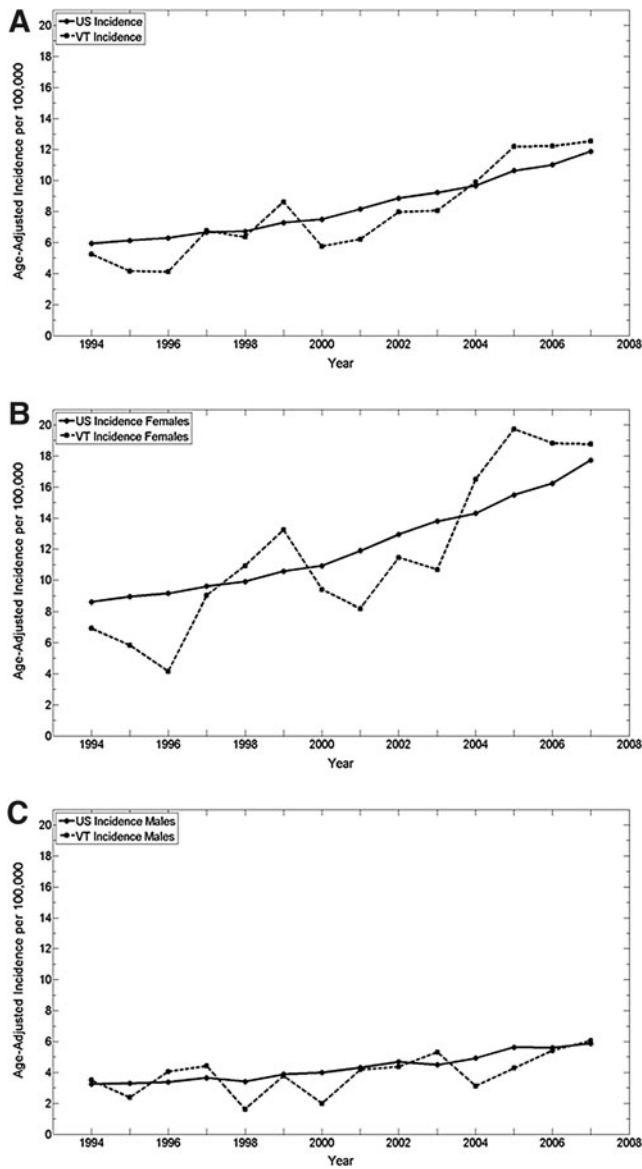 A
US Incidence
VT Incidence
Age-Adjusted Incidence per 100,000
20
18
16
14
12
10
8
6
4
2
0
1994 1996 1998 2000 2002 2004 2006 2008
Year
B
US Incidence Females
VT Incidence Females
Age-Adjusted Incidence per 100,000
20
18
16
14
12
10
8
6
4
2
0
1994 1996 1998 2000 2002 2004 2006 2008
Year
C
US Incidence Males
VT Incidence Males
Age-Adjusted Incidence per 100,000
20
18
16
14
12
10
8
6
4
2
0
1994 1996 1998 2000 2002 2004 2006 2008
Year